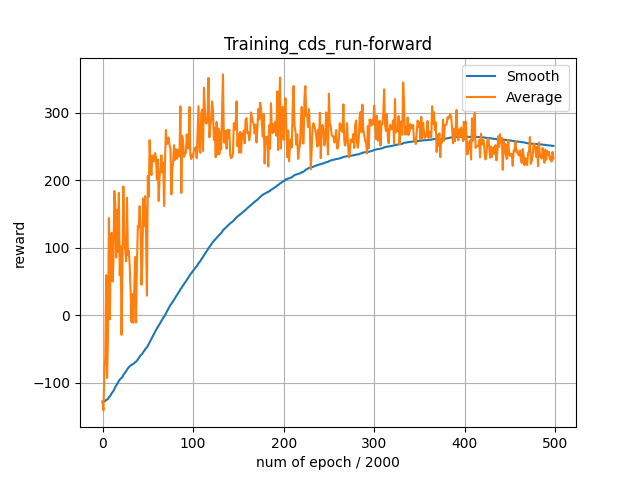 Training_cds_run-forward
Smooth
Average
reward
300
200
100
0
−100
0 100 200 300 400 500
num of epoch / 2000